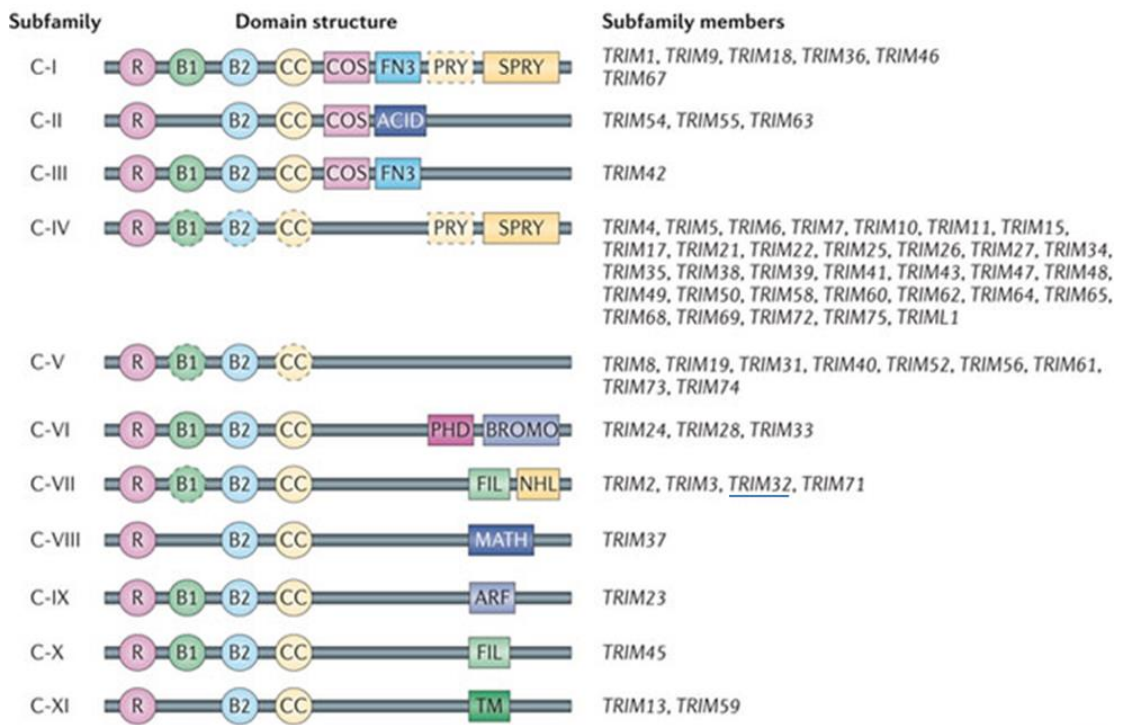 Subfamily Domain structure Subfamily members
C-I R B1 B2 CC COS FN3 PRY SPRY TRIM1, TRIM9, TRIM18, TRIM36, TRIM46
TRIM67
C-II R B2 CC COS ACID TRIM54, TRIM55, TRIM63
C-III R B1 B2 CC COS FN3 TRIM42
C-IV R B1 B2 CC PRY SPRY TRIM4, TRIM5, TRIM6, TRIM7, TRIM10, TRIM11, TRIM15,
TRIM17, TRIM21, TRIM22, TRIM25, TRIM26, TRIM27, TRIM34,
TRIM35, TRIM38, TRIM39, TRIM41, TRIM43, TRIM47, TRIM48,
TRIM49, TRIM50, TRIM58, TRIM60, TRIM62, TRIM64, TRIM65,
TRIM68, TRIM69, TRIM72, TRIM75, TRIML1
C-V R B1 B2 CC TRIM8, TRIM19, TRIM31, TRIM40, TRIM52, TRIM56, TRIM61,
TRIM73, TRIM74
C-VI R B1 B2 CC PHD BROMO TRIM24, TRIM28, TRIM33
C-VII R B1 B2 CC FIL NHL TRIM2, TRIM3, TRIM32, TRIM71
C-VIII R B2 CC MATH TRIM37
C-IX R B1 B2 CC ARF TRIM23
C-X R B1 B2 CC FIL TRIM45
C-XI R B2 CC TM TRIM13, TRIM59